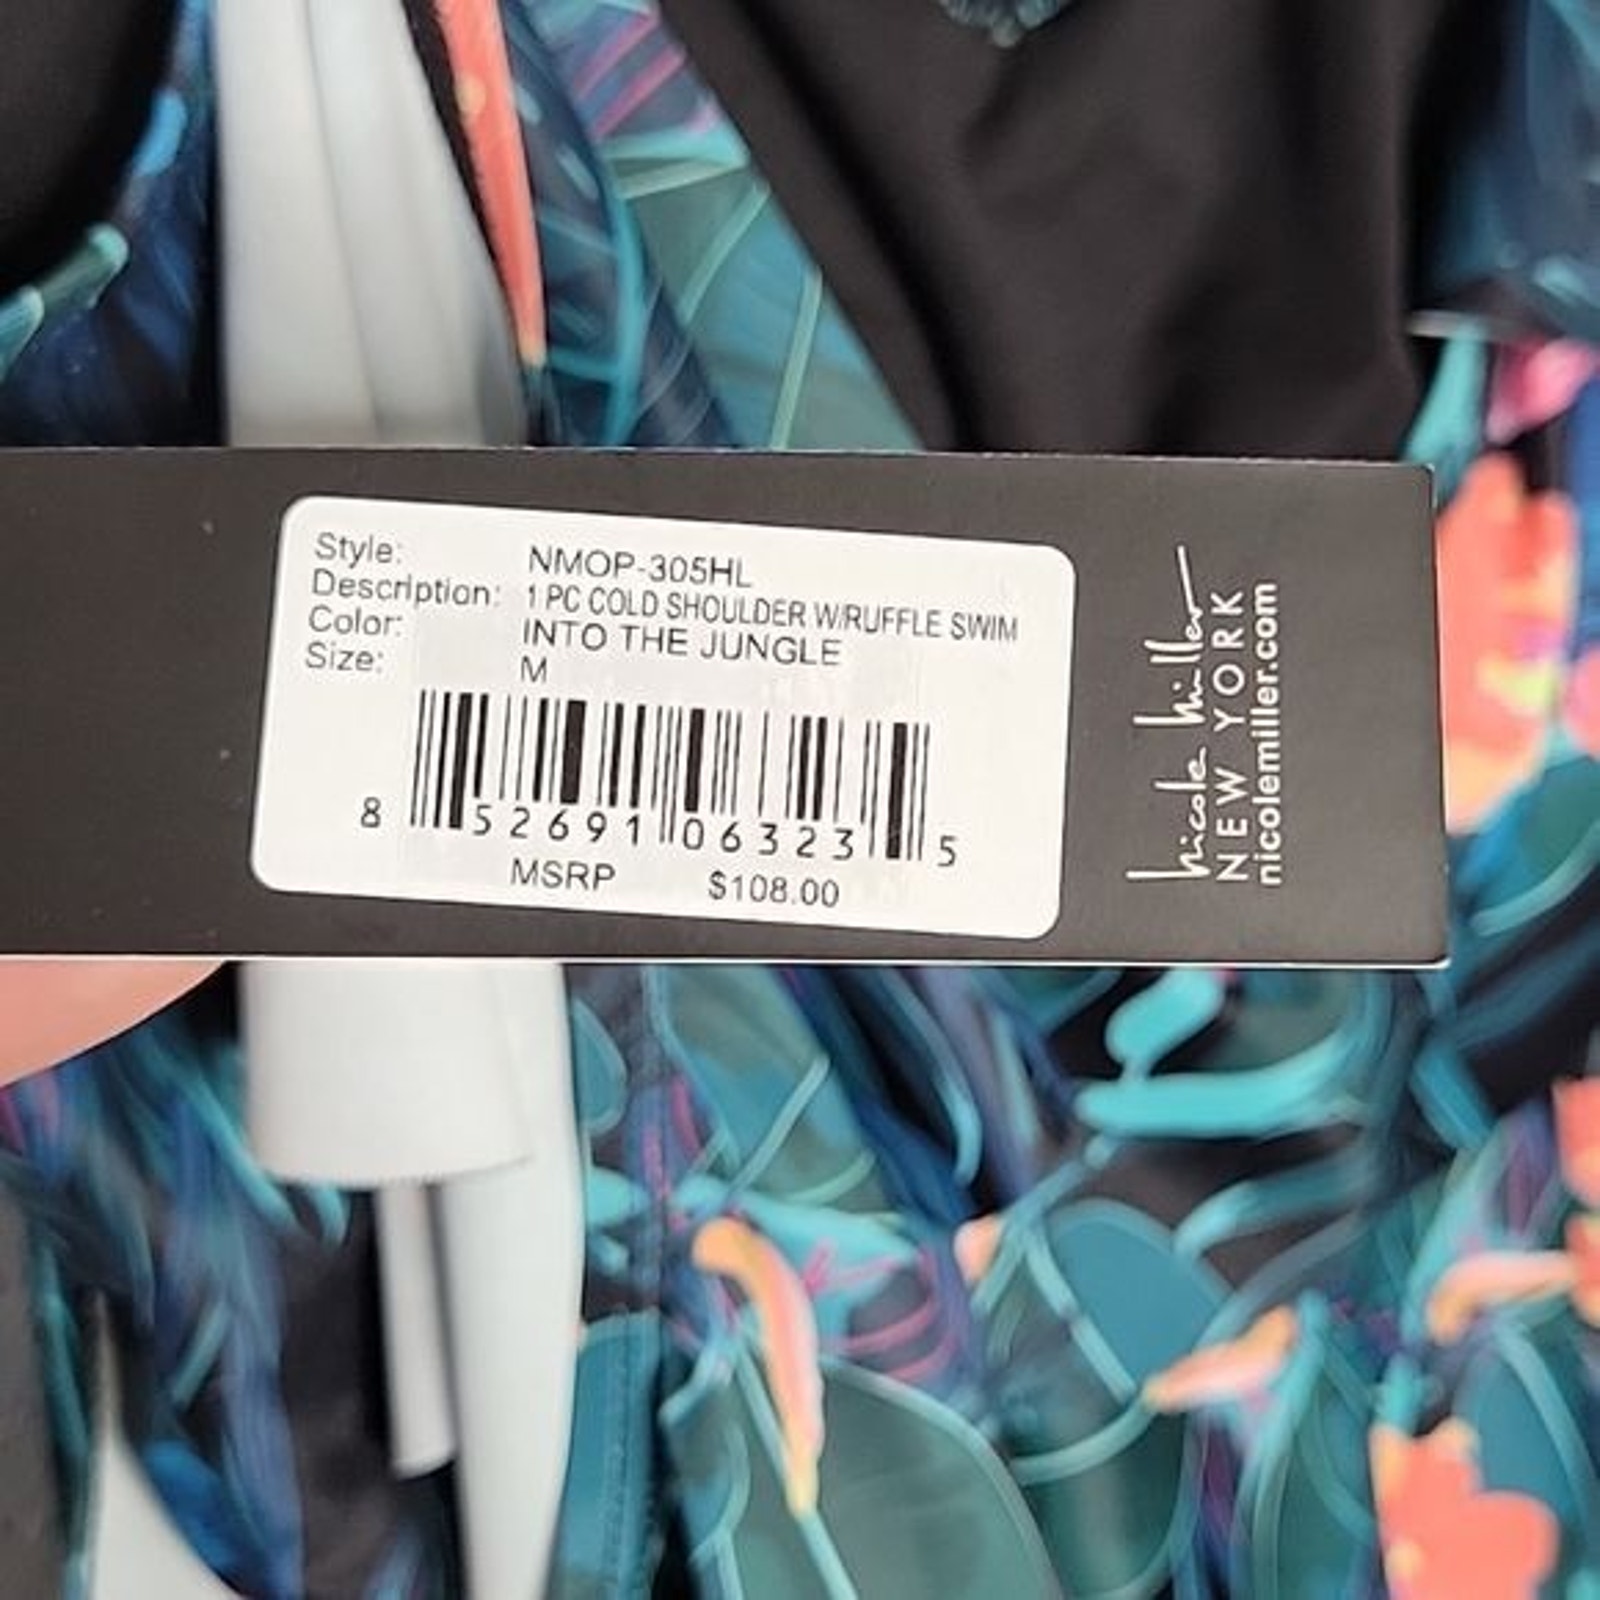 Style: NMOP-305HL
Description: 1 PC COLD SHOULDER W/RUFFLE SWIM
Color: INTO THE JUNGLE
Size: M
8 52691 06323 5
MSRP $108.00
nicole miller
NEW YORK
nicolemiller.com